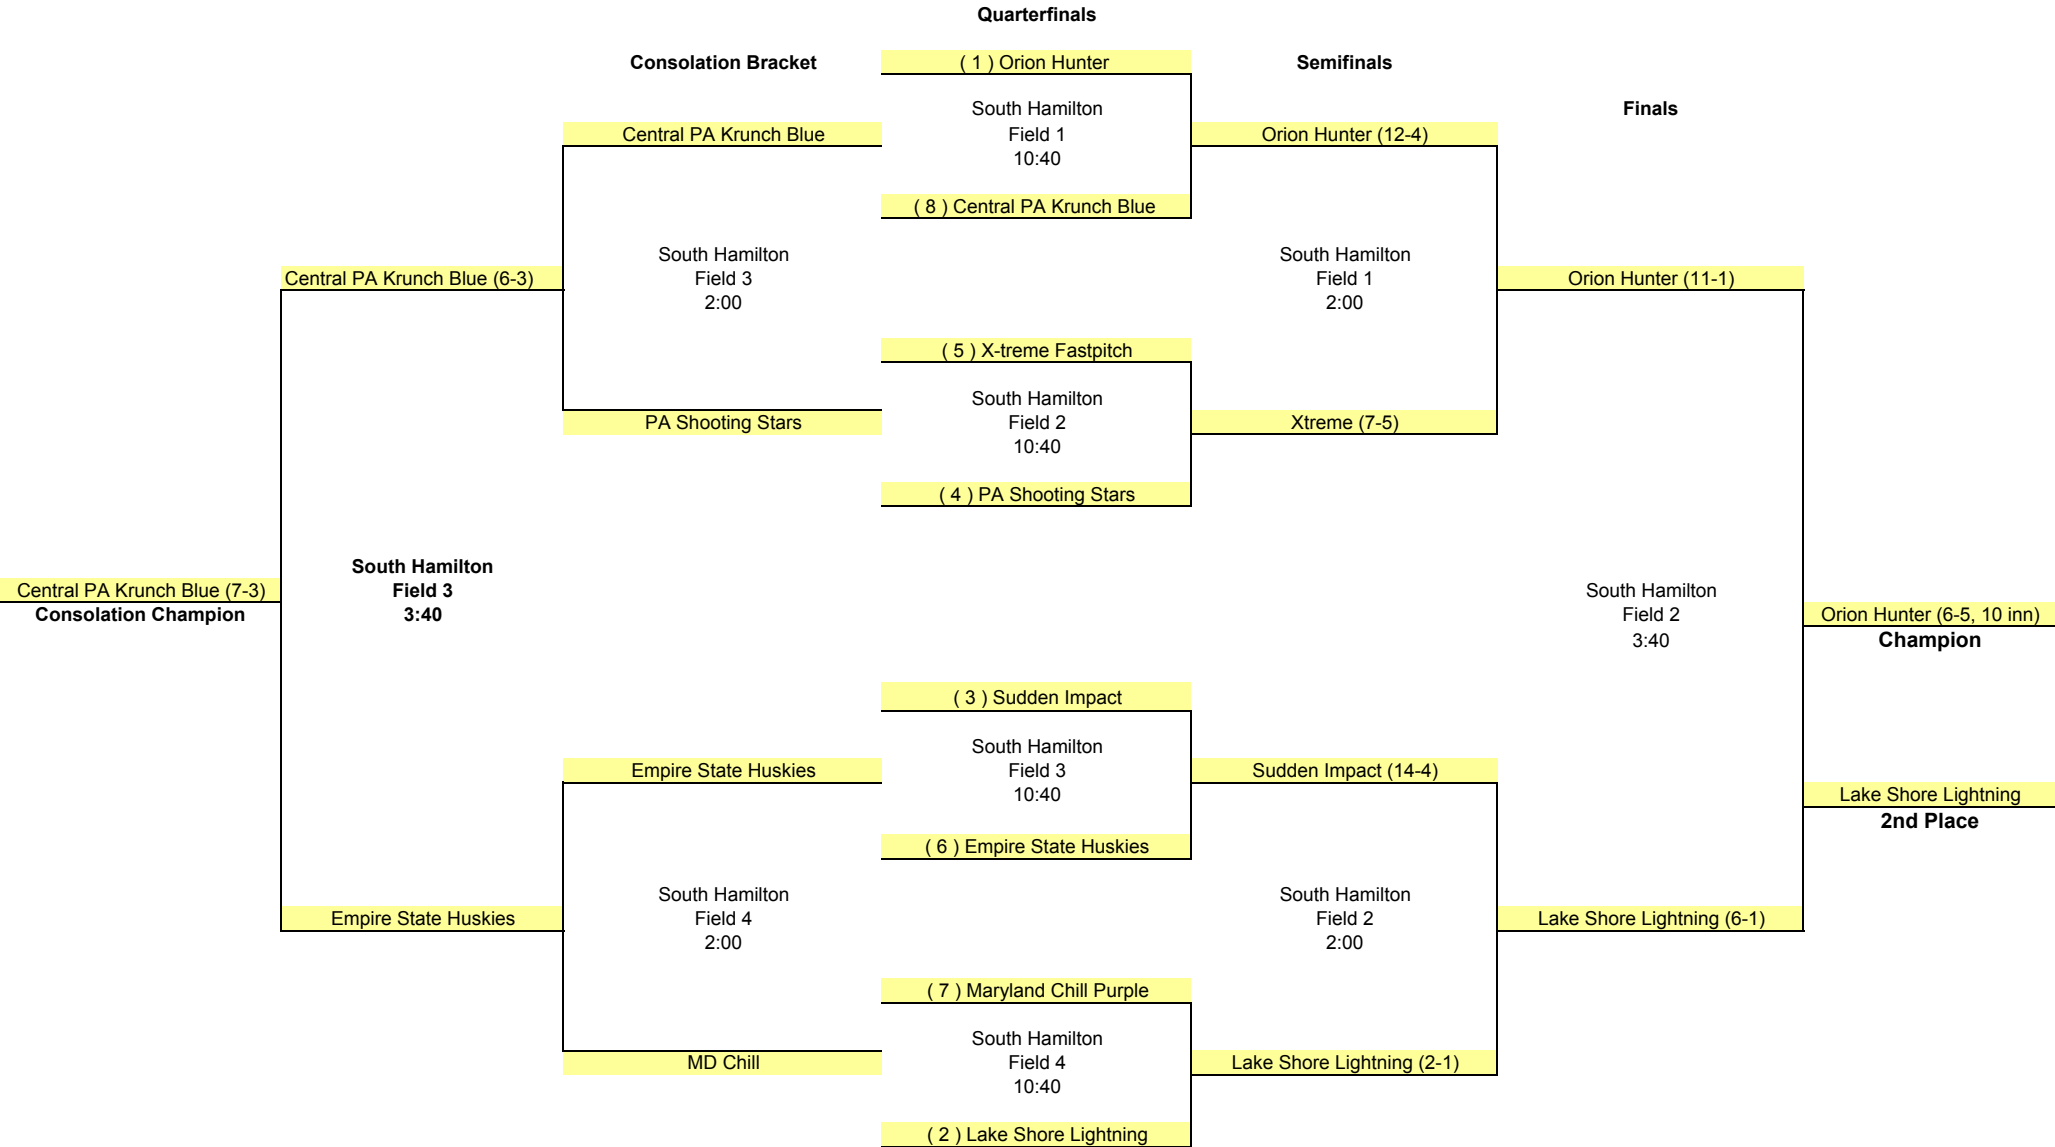 Quarterfinals
Consolation Bracket
( 1 ) Orion Hunter
Semifinals
South Hamilton
Finals
Central PA Krunch Blue
Field 1
Orion Hunter (12-4)
10:40
( 8 ) Central PA Krunch Blue
South Hamilton
South Hamilton
Central PA Krunch Blue (6-3)
Field 3
Field 1
Orion Hunter (11-1)
2:00
2:00
( 5 ) X-treme Fastpitch
South Hamilton
PA Shooting Stars
Field 2
Xtreme (7-5)
10:40
( 4 ) PA Shooting Stars
South Hamilton
Central PA Krunch Blue (7-3)
Field 3
South Hamilton
Consolation Champion
3:40
Field 2
Orion Hunter (6-5, 10 inn)
3:40
Champion
( 3 ) Sudden Impact
South Hamilton
Empire State Huskies
Field 3
Sudden Impact (14-4)
10:40
Lake Shore Lightning
2nd Place
( 6 ) Empire State Huskies
South Hamilton
South Hamilton
Empire State Huskies
Field 4
Field 2
Lake Shore Lightning (6-1)
2:00
2:00
( 7 ) Maryland Chill Purple
South Hamilton
MD Chill
Field 4
Lake Shore Lightning (2-1)
10:40
( 2 ) Lake Shore Lightning